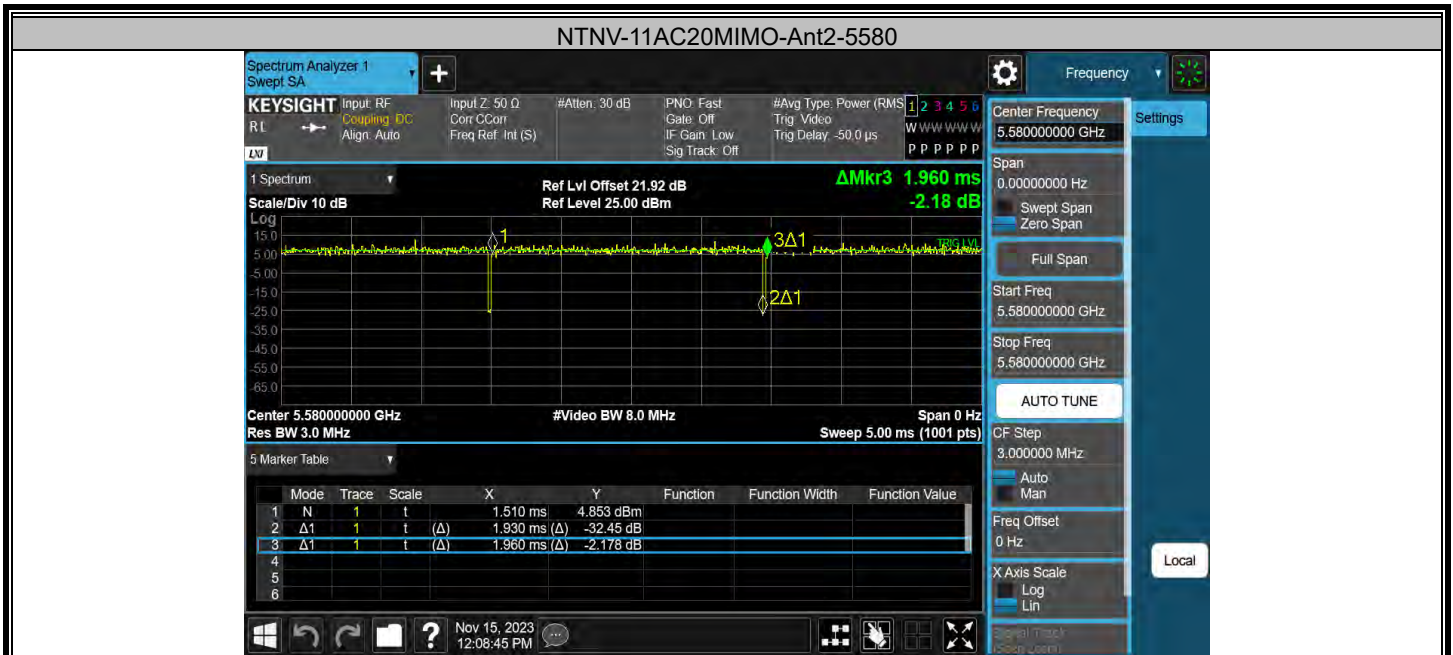 NTNV-11AC20MIMO-Ant2-5580
Spectrum Analyzer 1
Swept SA
+
Frequency
KEYSIGHT
RL
LXI
Input: RF
Coupling: DC
Align: Auto
Input Z: 50 Ω
Corr CCorr
Freq Ref: Int (S)
#Atten: 30 dB
PNO: Fast
Gate: Off
IF Gain: Low
Sig Track: Off
#Avg Type: Power (RMS
Trig: Video
Trig Delay: -50.0 µs
1 2 3 4 5 6
W W W W W W
P P P P P P
1 Spectrum
Scale/Div 10 dB
Ref Lvl Offset 21.92 dB
Ref Level 25.00 dBm
ΔMkr3 1.960 ms
-2.18 dB
Log
15.0
5.00
-5.00
-15.0
-25.0
-35.0
-45.0
-55.0
-65.0
1
3Δ1
TRIG LVL
2Δ1
Center 5.580000000 GHz
#Video BW 8.0 MHz
Span 0 Hz
Res BW 3.0 MHz
Sweep 5.00 ms (1001 pts)
5 Marker Table
Mode Trace Scale X Y Function Function Width Function Value
1 N 1 t 1.510 ms 4.853 dBm
2 Δ1 1 t (Δ) 1.930 ms (Δ) -32.45 dB
3 Δ1 1 t (Δ) 1.960 ms (Δ) -2.178 dB
4
5
6
Center Frequency
5.580000000 GHz
Settings
Span
0.00000000 Hz
Swept Span
Zero Span
Full Span
Start Freq
5.580000000 GHz
Stop Freq
5.580000000 GHz
AUTO TUNE
CF Step
3.000000 MHz
Auto
Man
Freq Offset
0 Hz
X Axis Scale
Log
Lin
Signal Track
(Span Zoom)
Local
?
Nov 15, 2023
12:08:45 PM